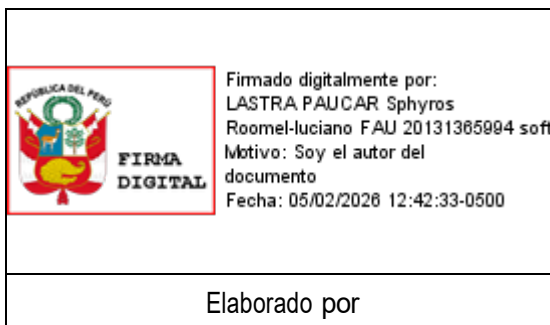 REPÚBLICA DEL PERÚ
FIRMA
DIGITAL
Firmado digitalmente por:
LASTRA PAUCAR Sphyros
Roomel-luciano FAU 20131365994 soft
Motivo: Soy el autor del
documento
Fecha: 05/02/2026 12:42:33-0500
Elaborado por